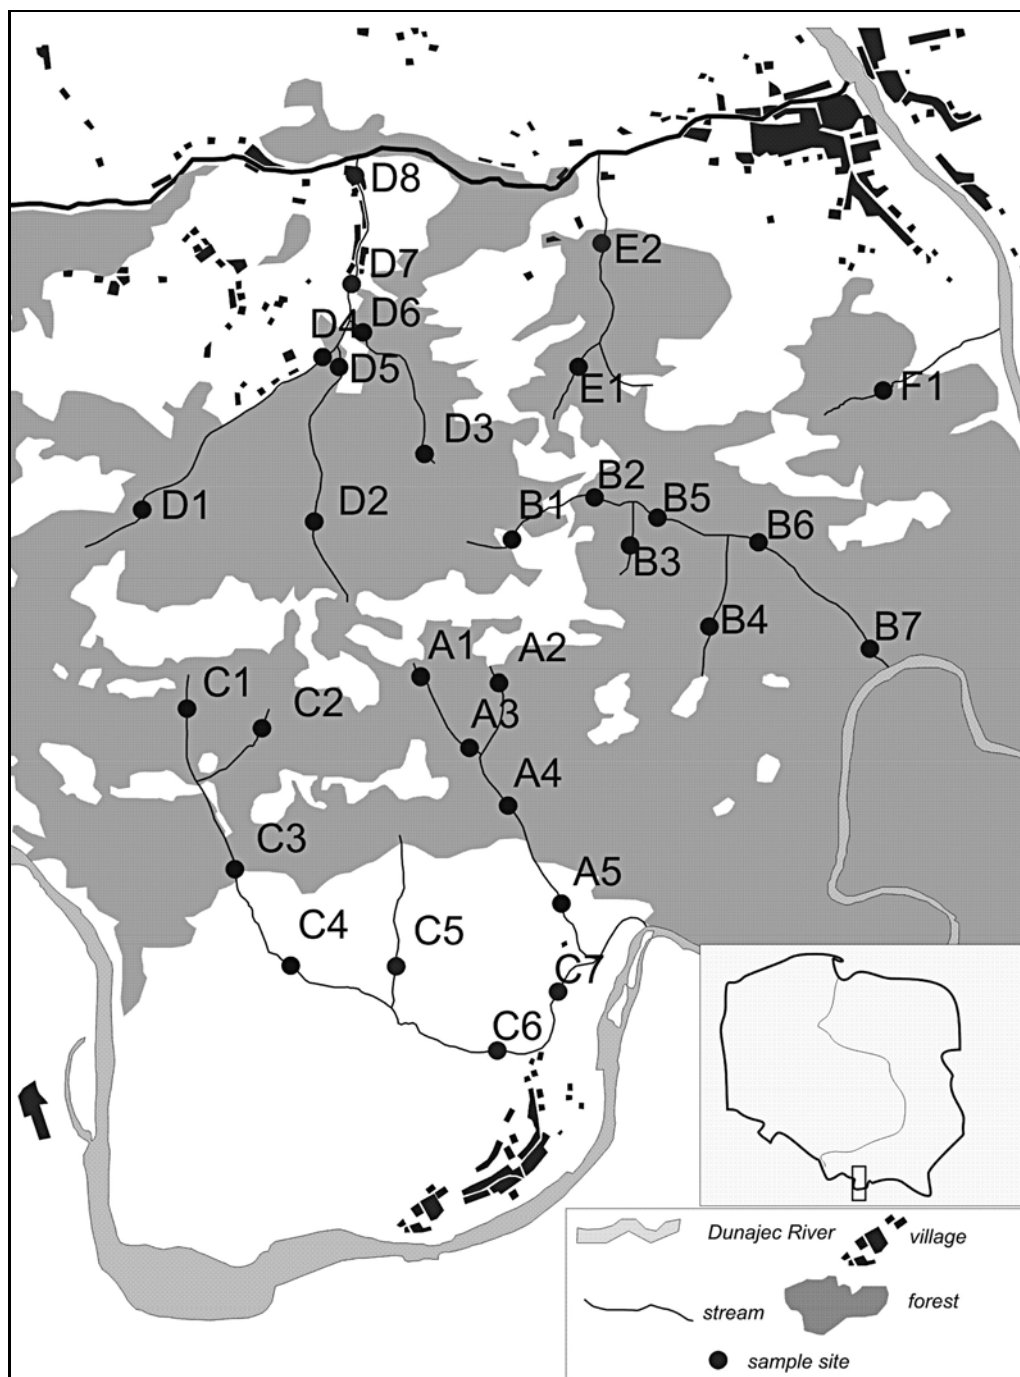 D8
E2
D7
D6
D4
D5
E1
F1
D3
D1
D2
B2
B1
B5
B6
B3
B4
B7
A1
A2
C1
C2
A3
A4
C3
A5
C4
C5
C7
C6
Dunajec River
village
stream
forest
sample site